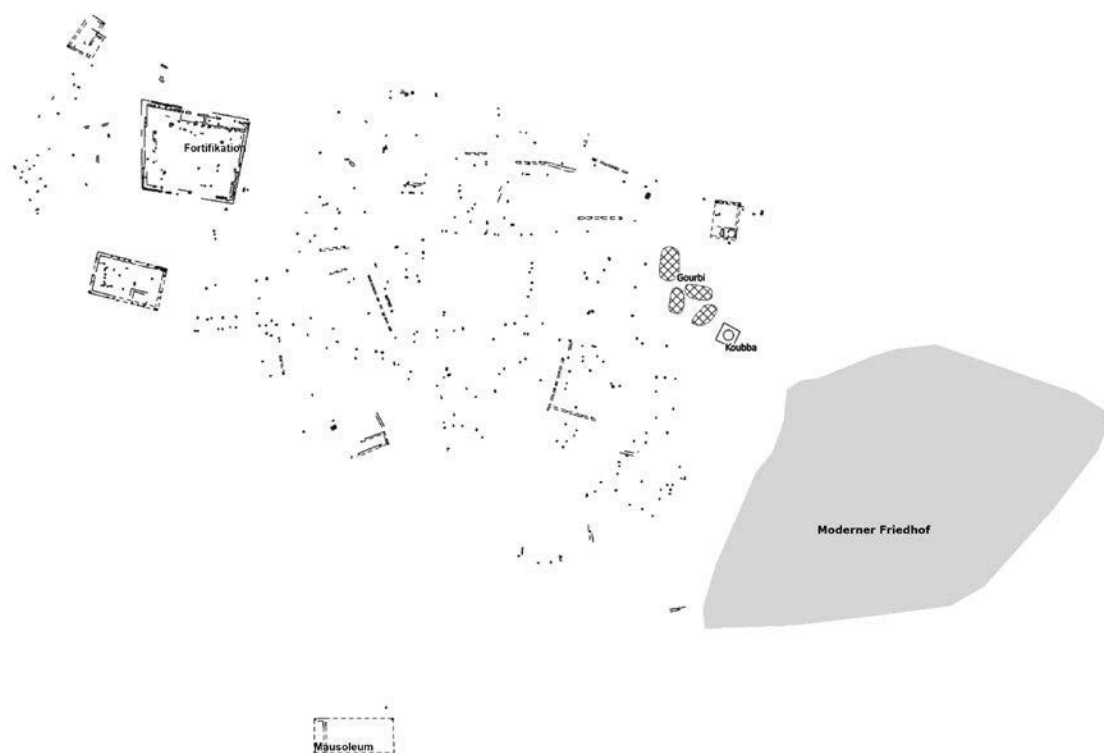 Fortifikation
Gourbi
Koubba
Moderner Friedhof
Mausoleum